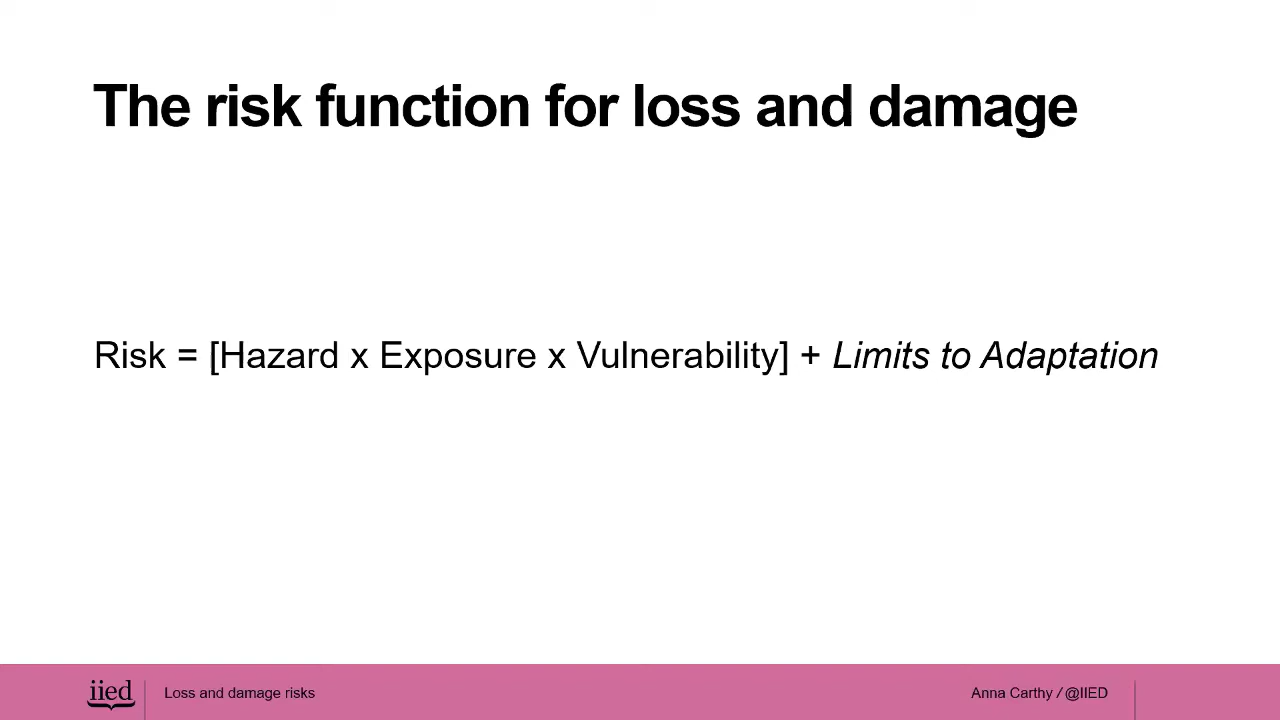 The risk function for loss and damage
Risk = [Hazard x Exposure x Vulnerability] + Limits to Adaptation
iied
Loss and damage risks
Anna Carthy / @IIED